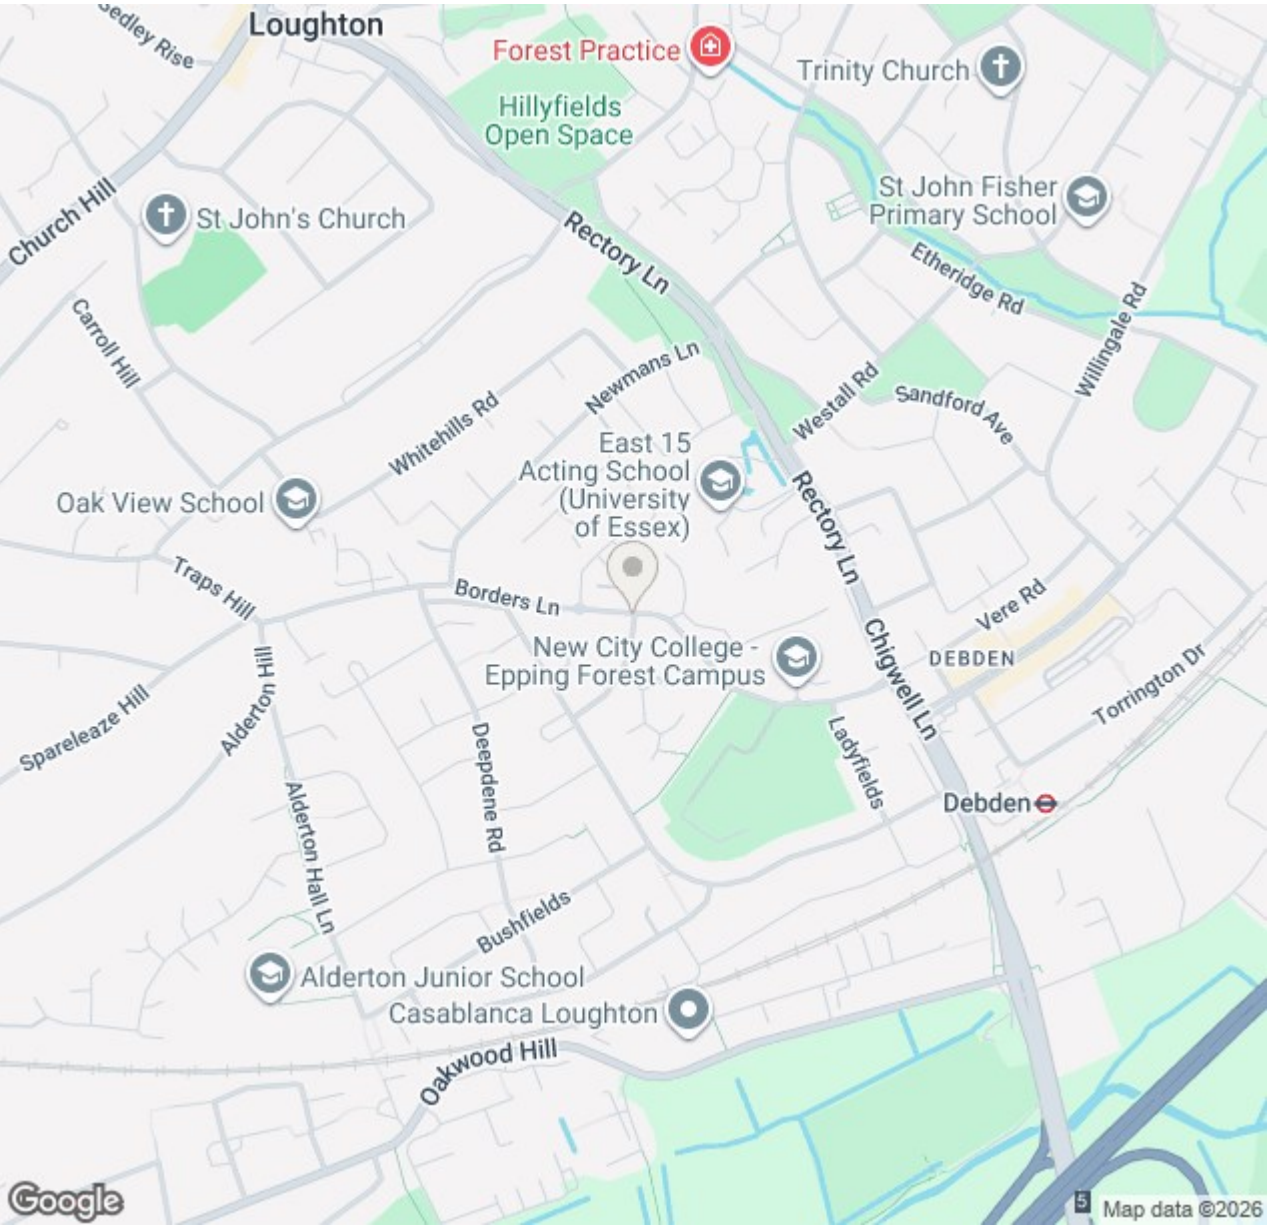 Sedley Rise
Loughton
Forest Practice
Trinity Church
Hillyfields
Open Space
St John Fisher
Primary School
Church Hill
St John's Church
Rectory Ln
Etheridge Rd
Carroll Hill
Willingale Rd
Newmans Ln
Westall Rd
Sandford Ave
Whitehills Rd
East 15
Acting School
(University
of Essex)
Oak View School
Rectory Ln
Traps Hill
Borders Ln
Vere Rd
New City College -
Epping Forest Campus
Chigwell Ln
DEBDEN
Torrington Dr
Alderton Hill
Spareleaze Hill
Deepdene Rd
Ladyfields
Alderton Hall Ln
Debden
Bushfields
Alderton Junior School
Casablanca Loughton
Oakwood Hill
Google
5
Map data ©2026